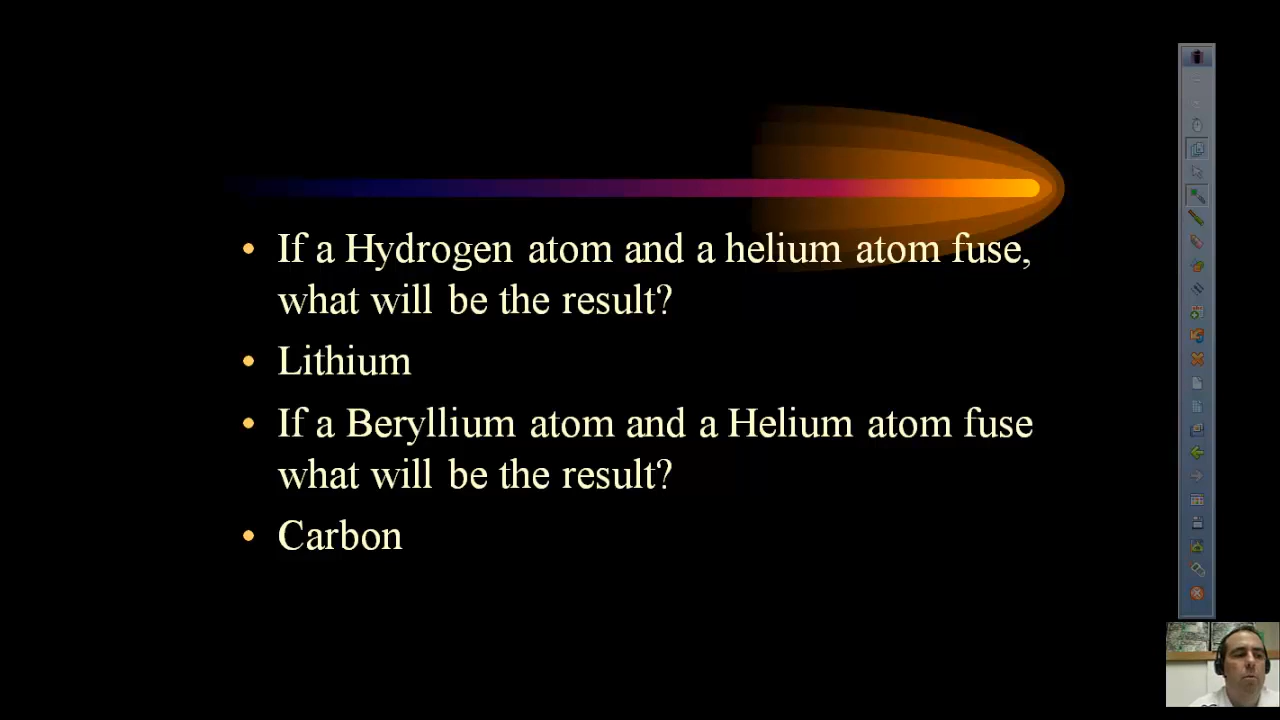 • If a Hydrogen atom and a helium atom fuse,
what will be the result?
• Lithium
• If a Beryllium atom and a Helium atom fuse
what will be the result?
• Carbon